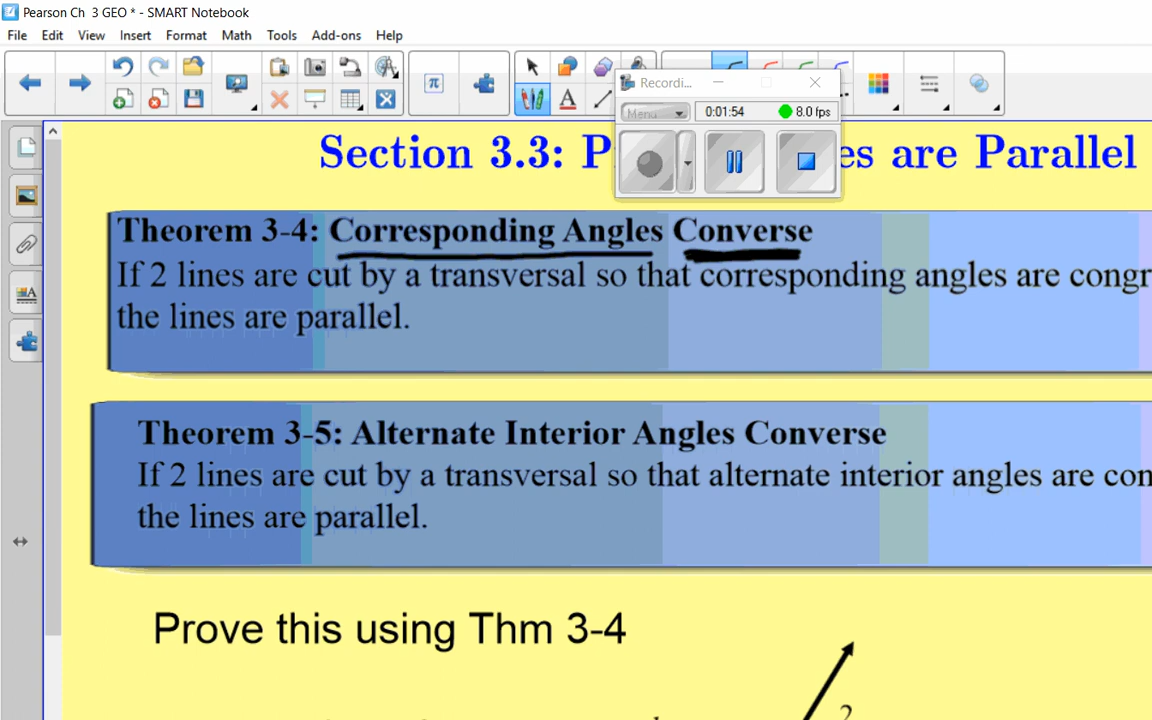 Pearson Ch 3 GEO * - SMART Notebook
File Edit View Insert Format Math Tools Add-ons Help
π
A
Recordi...
Menu
0:01:54
8.0 fps
Section 3.3: P
es are Parallel
Theorem 3-4: Corresponding Angles Converse
If 2 lines are cut by a transversal so that corresponding angles are congr
the lines are parallel.
Theorem 3-5: Alternate Interior Angles Converse
If 2 lines are cut by a transversal so that alternate interior angles are con
the lines are parallel.
Prove this using Thm 3-4
2